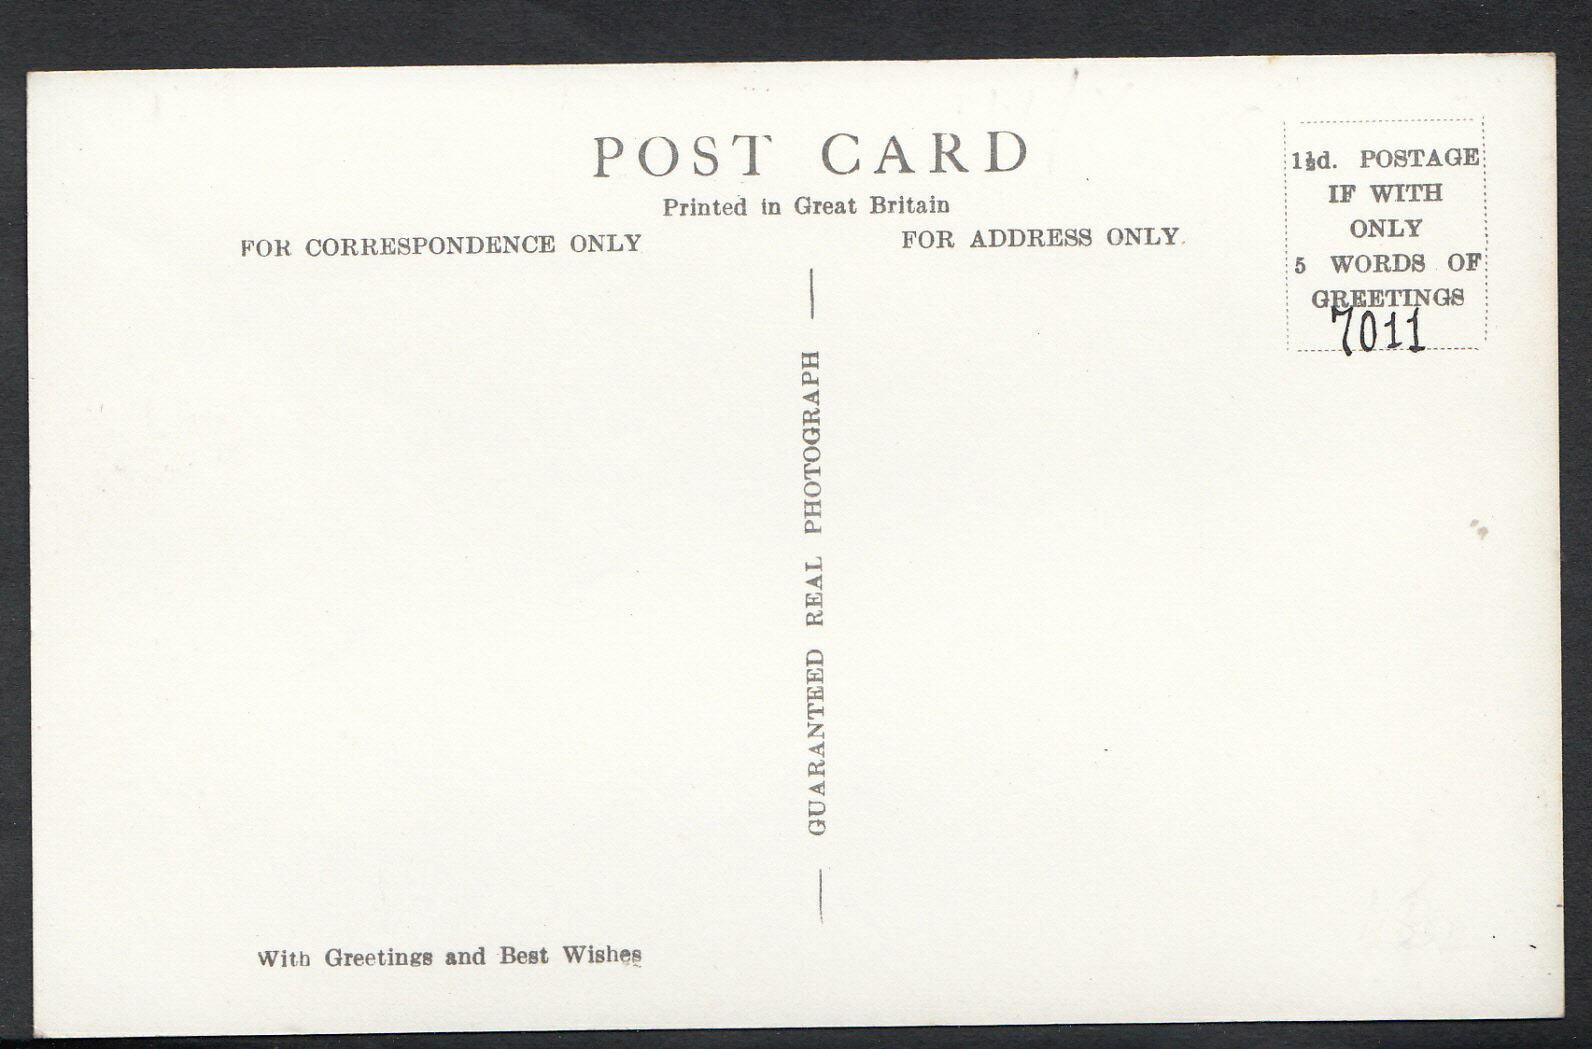 POST CARD
Printed in Great Britain
FOR CORRESPONDENCE ONLY
FOR ADDRESS ONLY.
1½d. POSTAGE
IF WITH
ONLY
5 WORDS OF
GREETINGS
7011
GUARANTEED REAL PHOTOGRAPH
With Greetings and Best Wishes